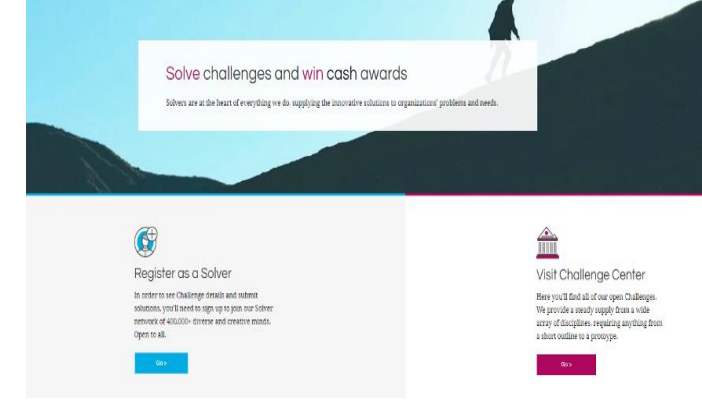 Solve challenges and win cash awards
Solvers are at the heart of everything we do, supplying the innovative solutions to organizations' problems and needs.
Register as a Solver
In order to see Challenge details and submit
solutions, you'll need to sign up to join our Solver
network of 400,000+ diverse and creative minds.
Open to all.
Go >
Visit Challenge Center
Here you'll find all of our open Challenges.
We provide a steady supply from a wide
array of disciplines, requiring anything from
a short outline to a protoype.
Go >